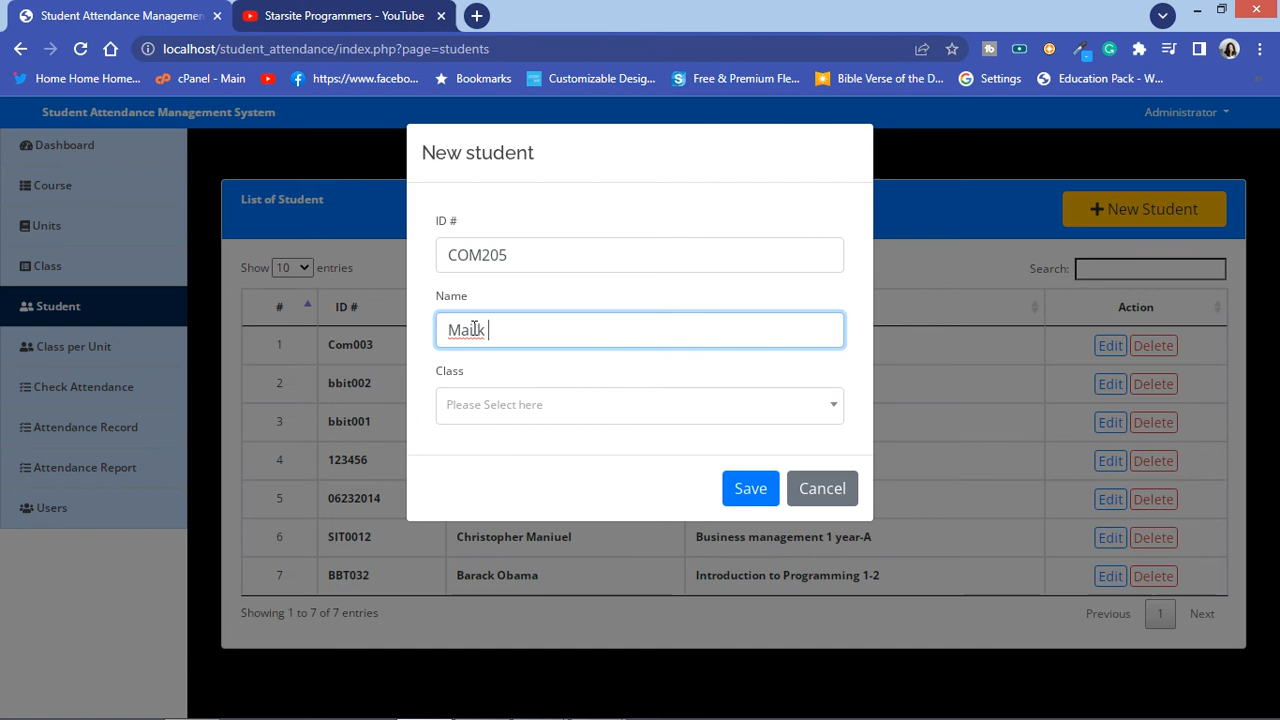 Student Attendance Managemen
Starsite Programmers - YouTube
localhost/student_attendance/index.php?page=students
Home Home Home...
cPanel - Main
https://www.facebo...
Bookmarks
Customizable Desig...
Free & Premium Fle...
Bible Verse of the D...
Settings
Education Pack - W...
Student Attendance Management System
Administrator
Dashboard
Course
Units
Class
Student
Class per Unit
Check Attendance
Attendance Record
Attendance Report
Users
List of Student
New Student
Show 10 entries
Search:
# ID # Action
1 Com003 Edit Delete
2 bbit002 Edit Delete
3 bbit001 Edit Delete
4 123456 Edit Delete
5 06232014 Edit Delete
6 SIT0012 Christopher Maniuel Business management 1 year-A Edit Delete
7 BBT032 Barack Obama Introduction to Programming 1-2 Edit Delete
Showing 1 to 7 of 7 entries
Previous 1 Next
New student
ID #
COM205
Name
Class
Please Select here
Save Cancel